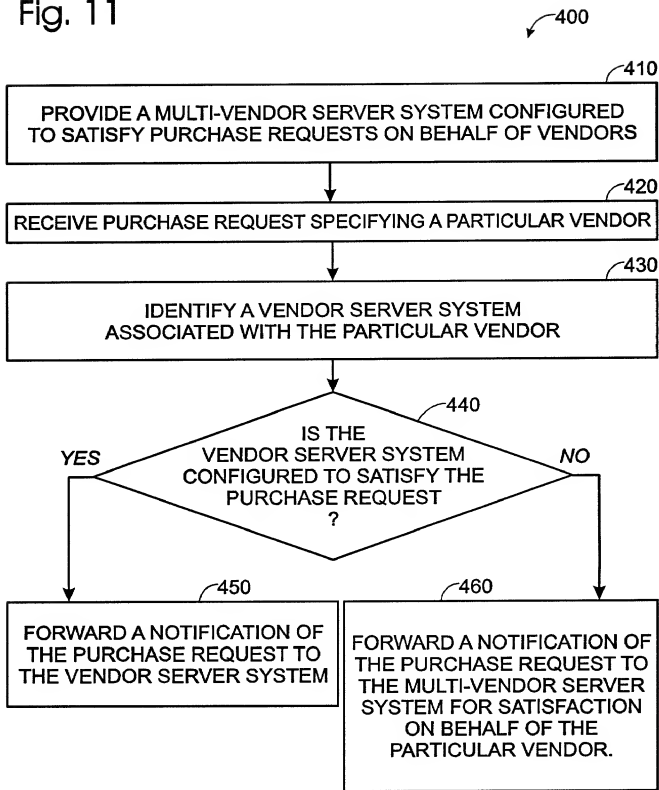 Fig. 11
400
410
PROVIDE A MULTI-VENDOR SERVER SYSTEM CONFIGURED
TO SATISFY PURCHASE REQUESTS ON BEHALF OF VENDORS
420
RECEIVE PURCHASE REQUEST SPECIFYING A PARTICULAR VENDOR
430
IDENTIFY A VENDOR SERVER SYSTEM
ASSOCIATED WITH THE PARTICULAR VENDOR
440
IS THE
VENDOR SERVER SYSTEM
CONFIGURED TO SATISFY THE
PURCHASE REQUEST
?
YES
NO
450
FORWARD A NOTIFICATION OF
THE PURCHASE REQUEST TO
THE VENDOR SERVER SYSTEM
460
FORWARD A NOTIFICATION OF
THE PURCHASE REQUEST TO
THE MULTI-VENDOR SERVER
SYSTEM FOR SATISFACTION
ON BEHALF OF THE
PARTICULAR VENDOR.